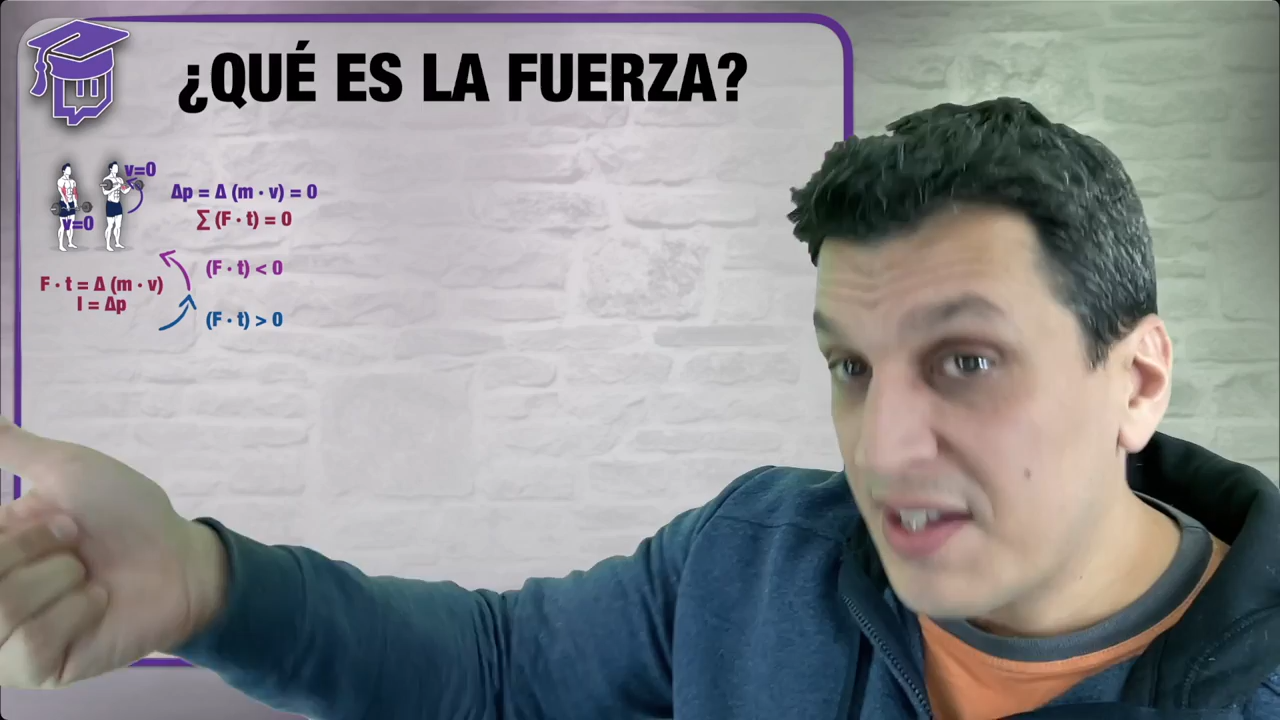 ¿QUÉ ES LA FUERZA?
v=0
v=0
Δp = Δ (m · v) = 0
∑ (F · t) = 0
(F · t) < 0
F · t = Δ (m · v)
I = Δp
(F · t) > 0